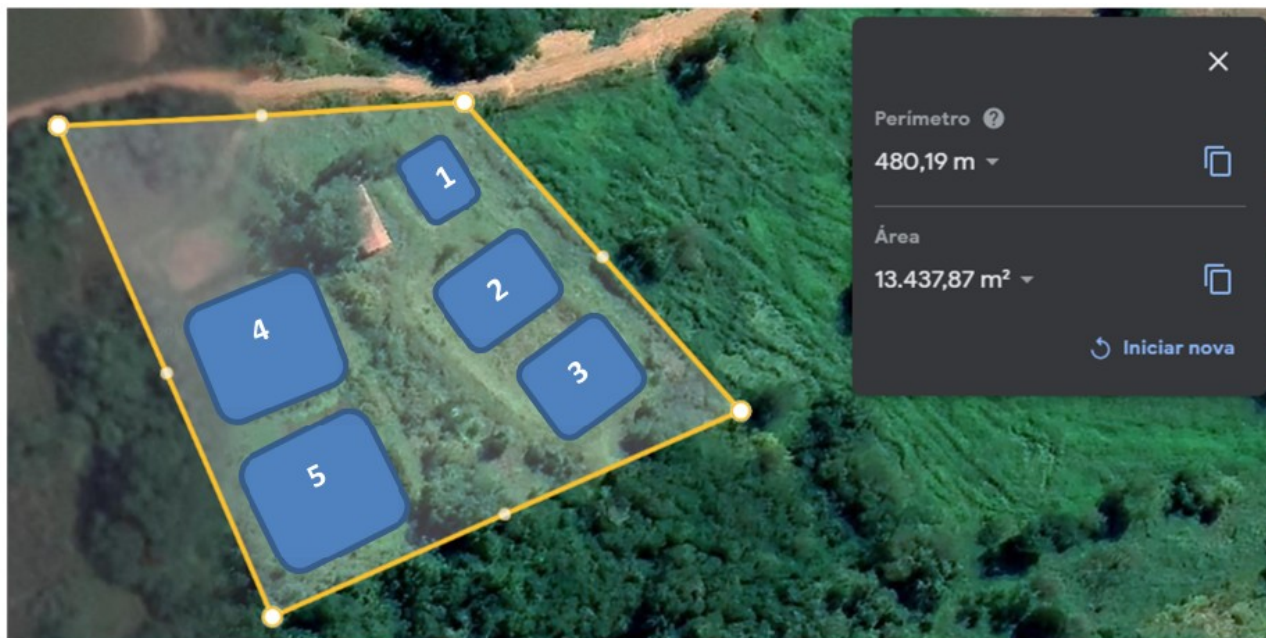 1
2
3
4
5
Perímetro
480,19 m
Área
13.437,87 m²
Iniciar nova